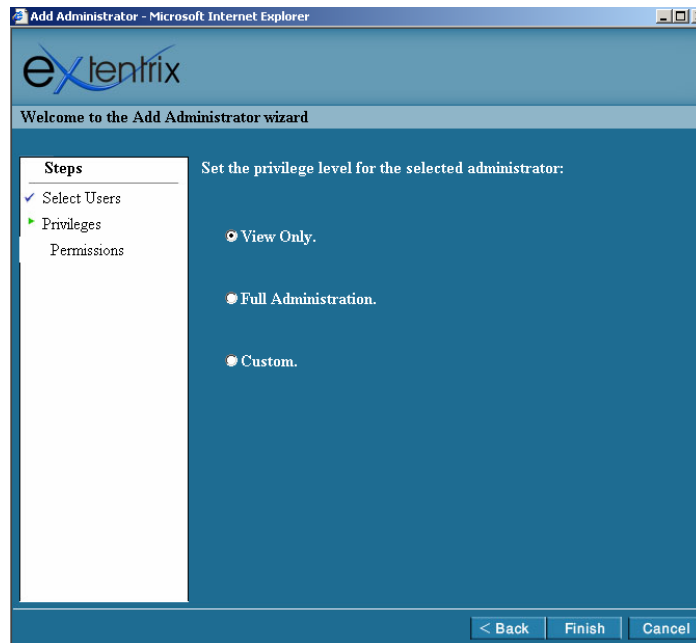 Add Administrator - Microsoft Internet Explorer
extentrix
Welcome to the Add Administrator wizard
Steps
Select Users
Privileges
Permissions
Set the privilege level for the selected administrator:
View Only.
Full Administration.
Custom.
< Back
Finish
Cancel